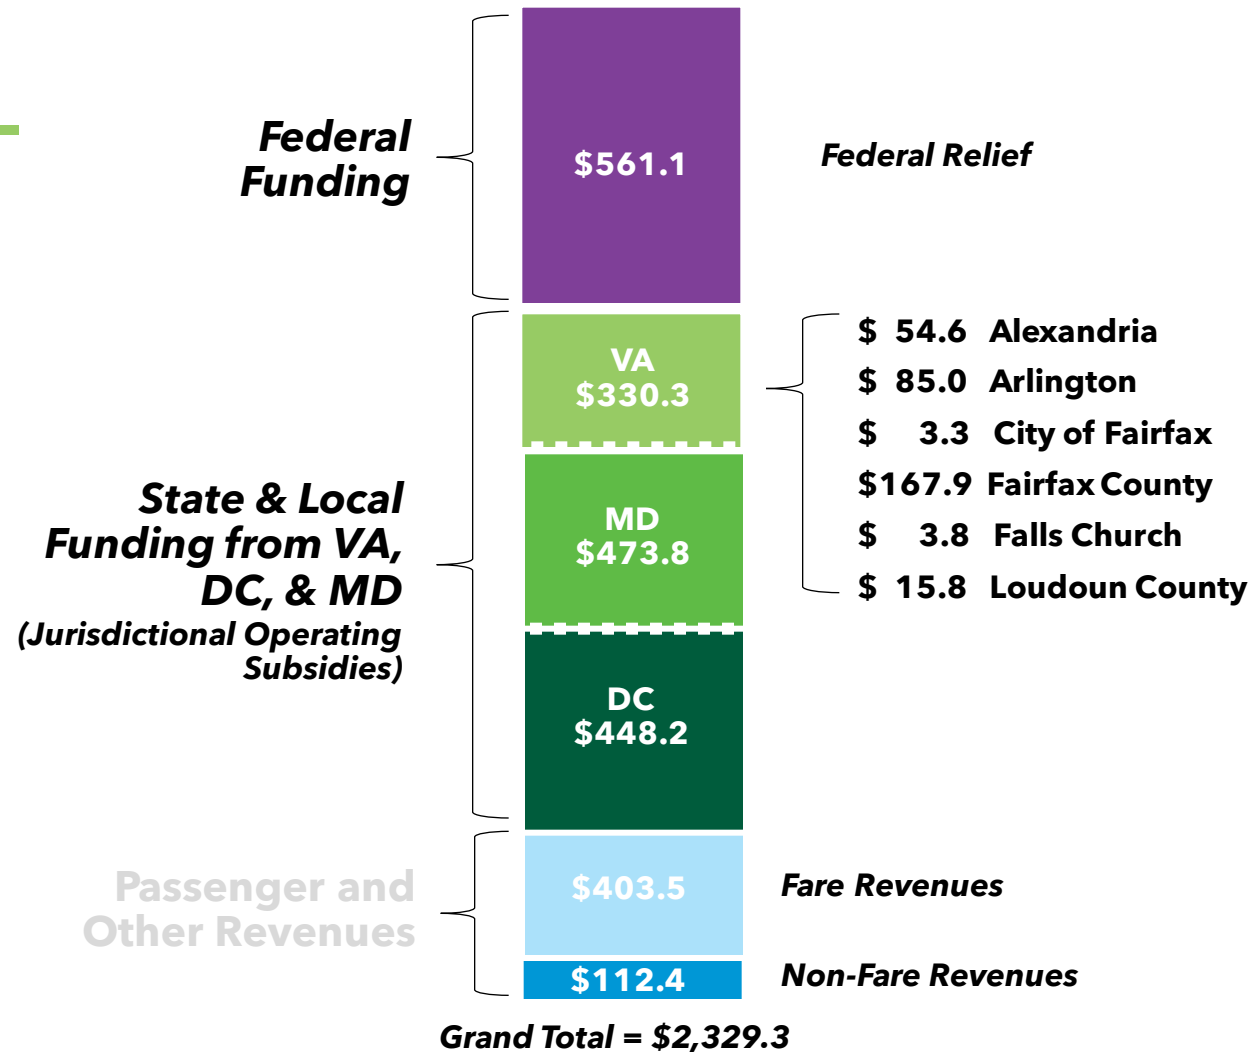 Federal
Funding
$561.1
Federal Relief
State & Local
Funding from VA,
DC, & MD
(Jurisdictional Operating
Subsidies)
VA
$330.3
$ 54.6 Alexandria
$ 85.0 Arlington
$ 3.3 City of Fairfax
$167.9 Fairfax County
$ 3.8 Falls Church
$ 15.8 Loudoun County
MD
$473.8
DC
$448.2
Passenger and
Other Revenues
$403.5
Fare Revenues
$112.4
Non-Fare Revenues
Grand Total = $2,329.3